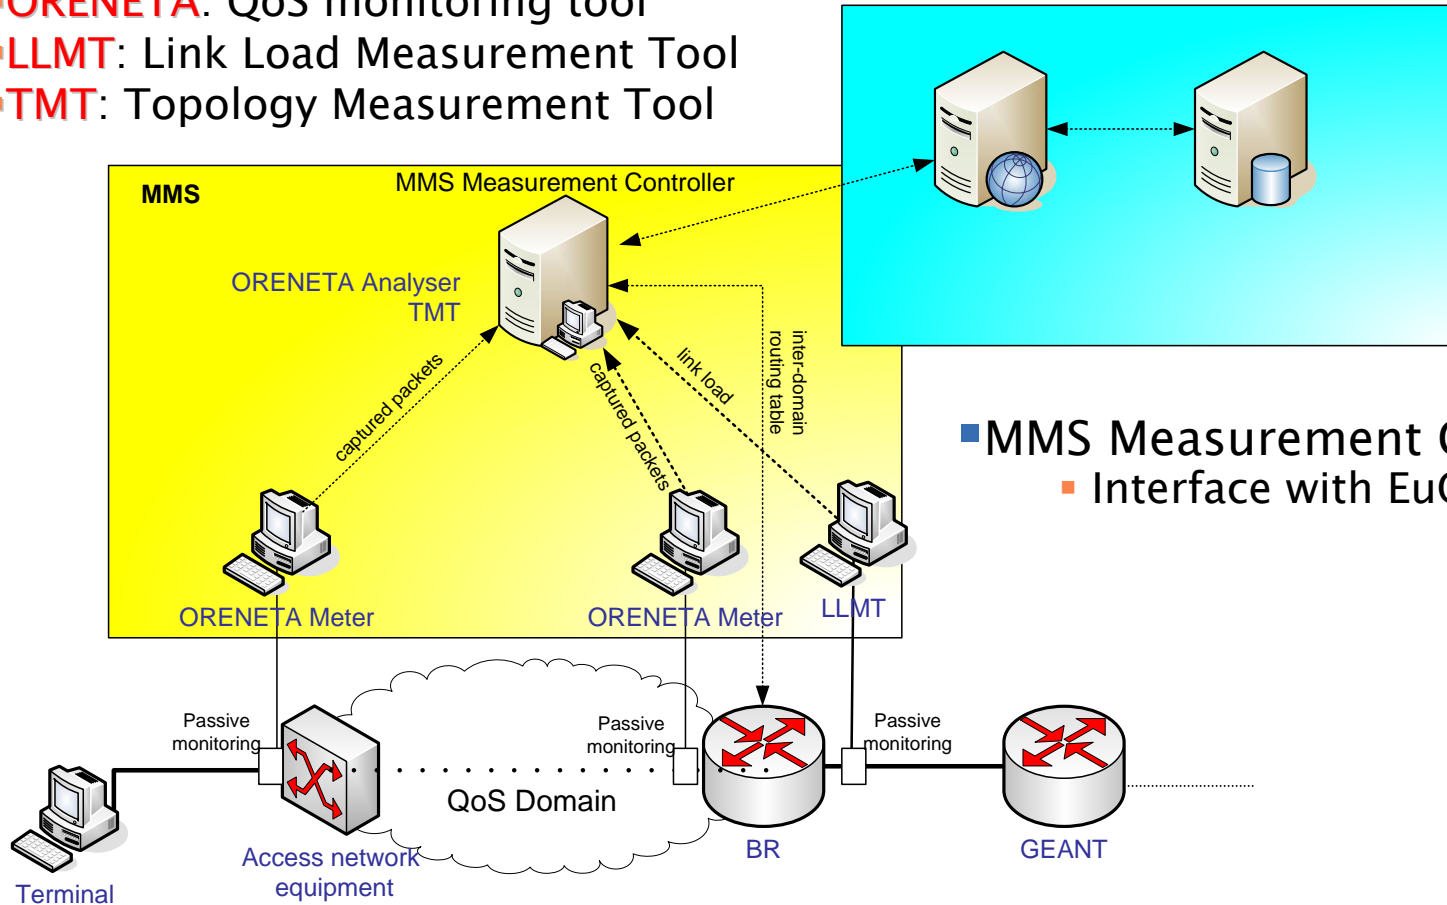 ORENETA: QoS monitoring tool
LLMT: Link Load Measurement Tool
TMT: Topology Measurement Tool
MMS
MMS Measurement Controller
ORENETA Analyser
TMT
captured packets
captured packets
link load
inter-domain
routing table
MMS Measurement
Interface with
ORENETA Meter
ORENETA Meter
LLMT
Passive
monitoring
Passive
monitoring
Passive
monitoring
QoS Domain
Access network
equipment
BR
GEANT
Terminal